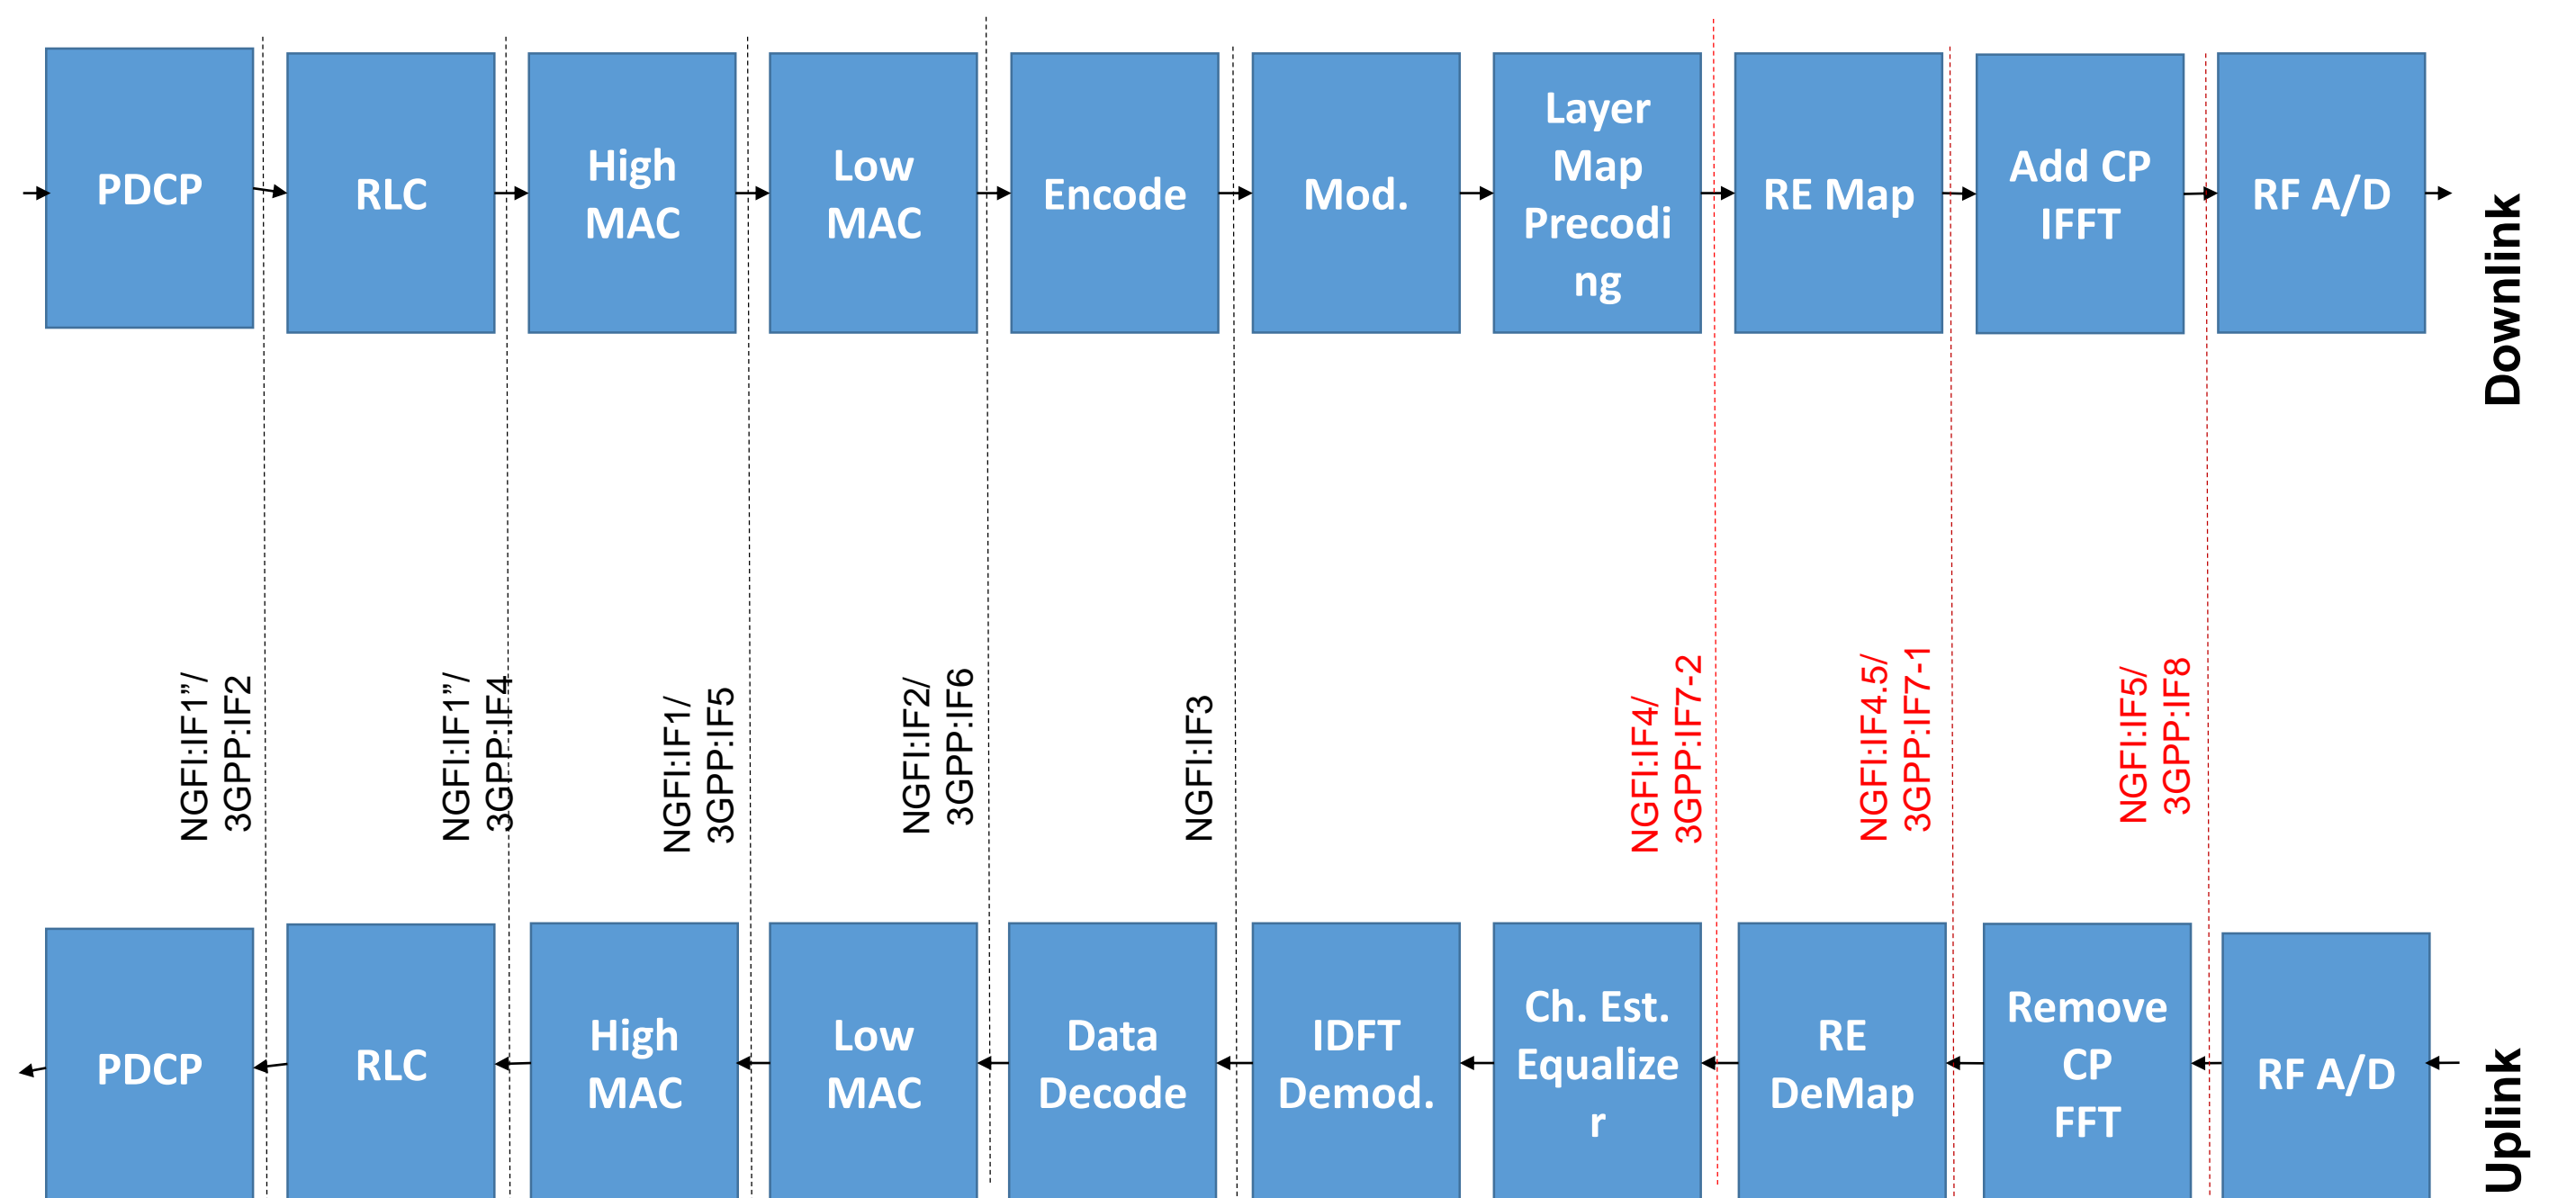 PDCP
RLC
High
MAC
Low
MAC
Encode
Mod.
Layer
Map
Precodi
ng
RE Map
Add CP
IFFT
RF A/D
Downlink
NGFI:IF1”/
3GPP:IF2
NGFI:IF1”/
3GPP:IF4
NGFI:IF1/
3GPP:IF5
NGFI:IF2/
3GPP:IF6
NGFI:IF3
NGFI:IF4/
3GPP:IF7-2
NGFI:IF4.5/
3GPP:IF7-1
NGFI:IF5/
3GPP:IF8
PDCP
RLC
High
MAC
Low
MAC
Data
Decode
IDFT
Demod.
Ch. Est.
Equalize
r
RE
DeMap
Remove
CP
FFT
RF A/D
Uplink